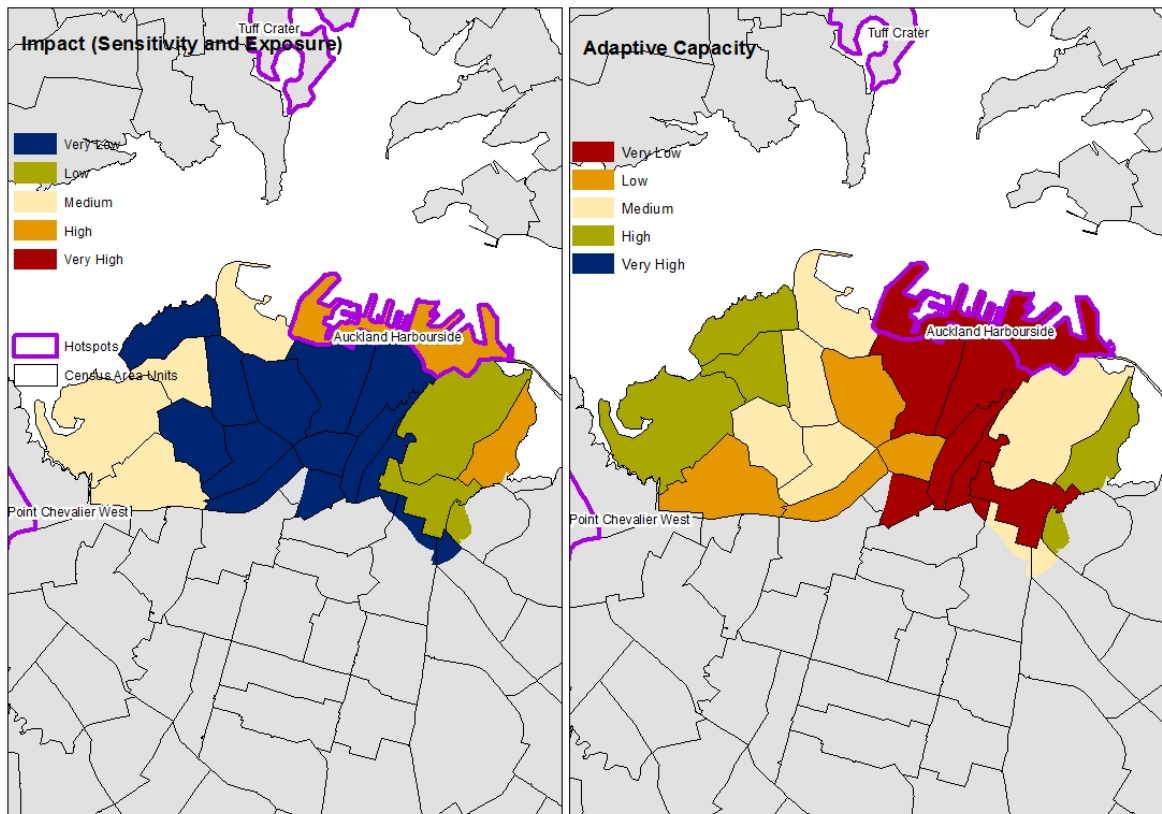 Tuff Crater
Impact (Sensitivity and Exposure)
Very Low
Low
Medium
High
Very High
Hotspots
Census Area Units
Auckland Harbourside
Point Chevalier West
Tuff Crater
Adaptive Capacity
Very Low
Low
Medium
High
Very High
Auckland Harbourside
Point Chevalier West